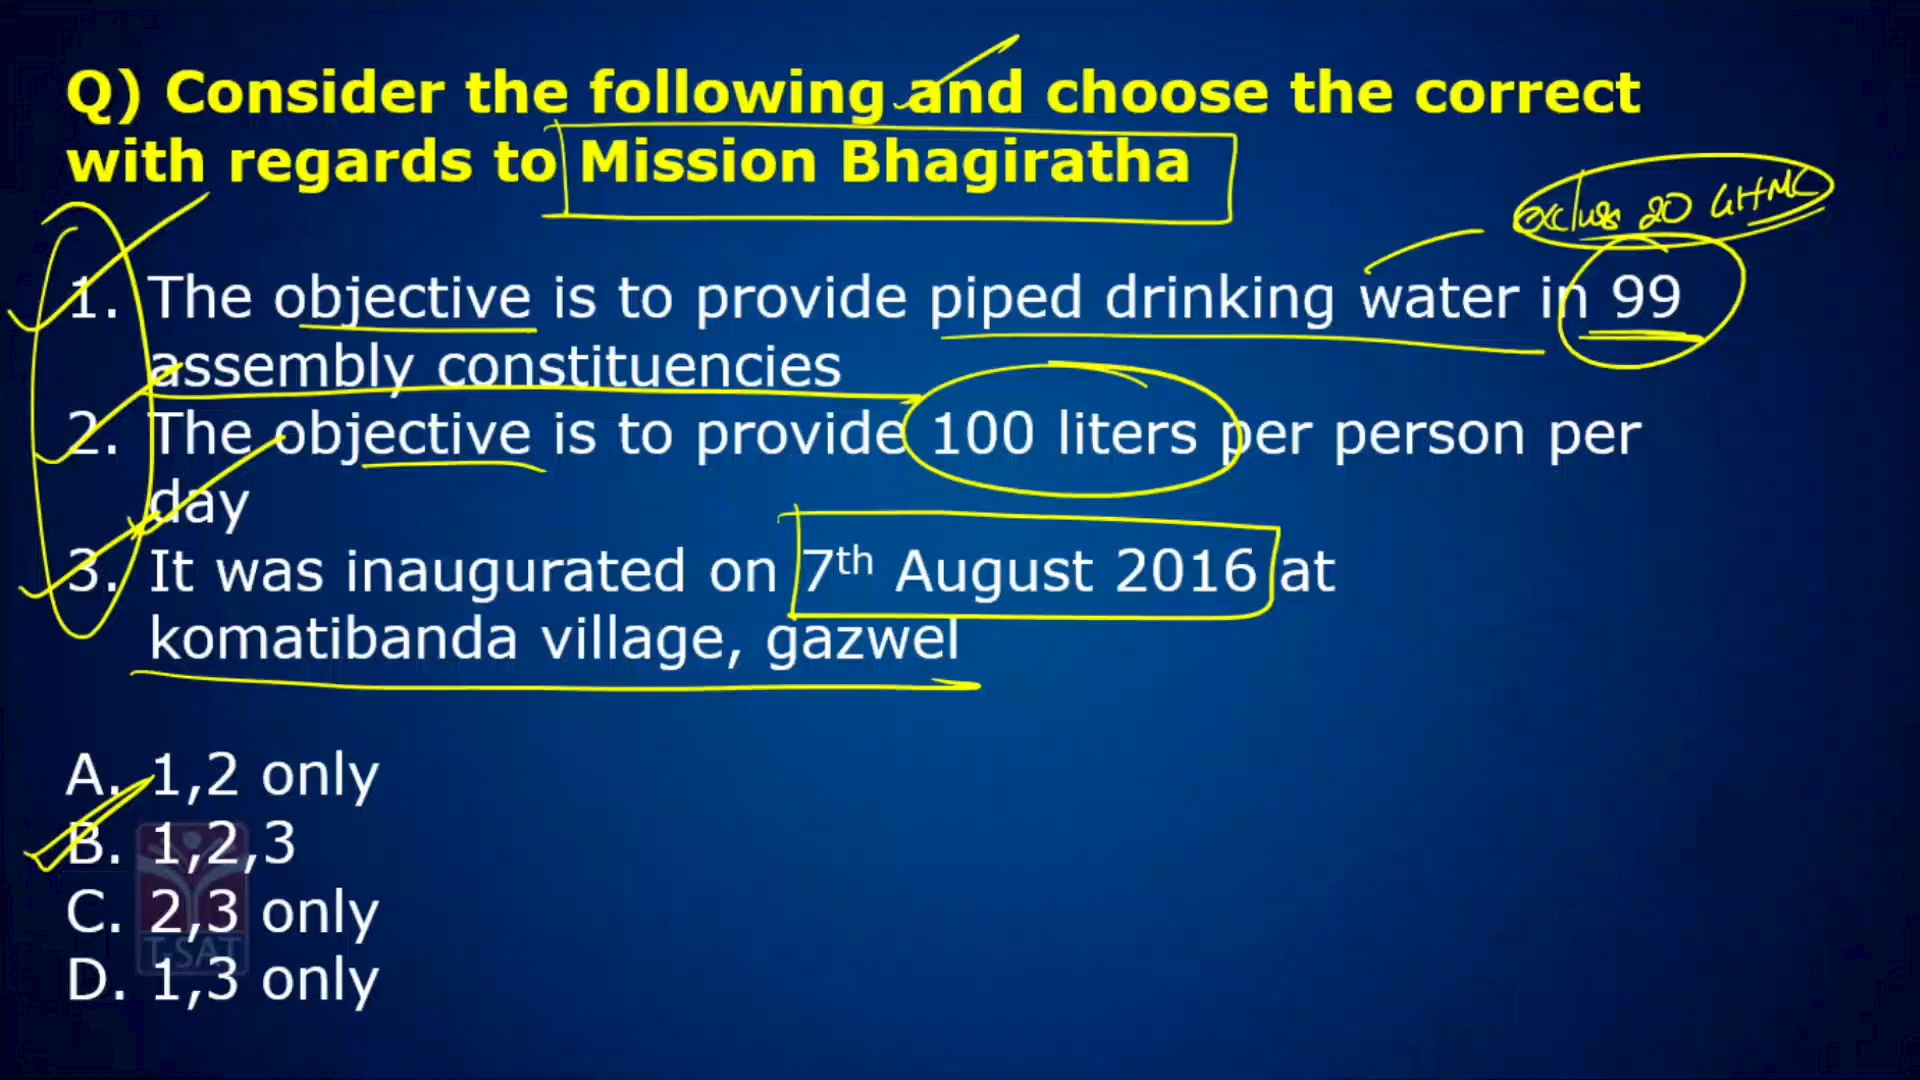 Q) Consider the following and choose the correct
with regards to Mission Bhagiratha
exclus 20 GHMC
1. The objective is to provide piped drinking water in 99
assembly constituencies
2. The objective is to provide 100 liters per person per
day
3. It was inaugurated on 7th August 2016 at
komatibanda village, gazwel
A. 1,2 only
B. 1,2,3
C. 2,3 only
D. 1,3 only
T-SAT